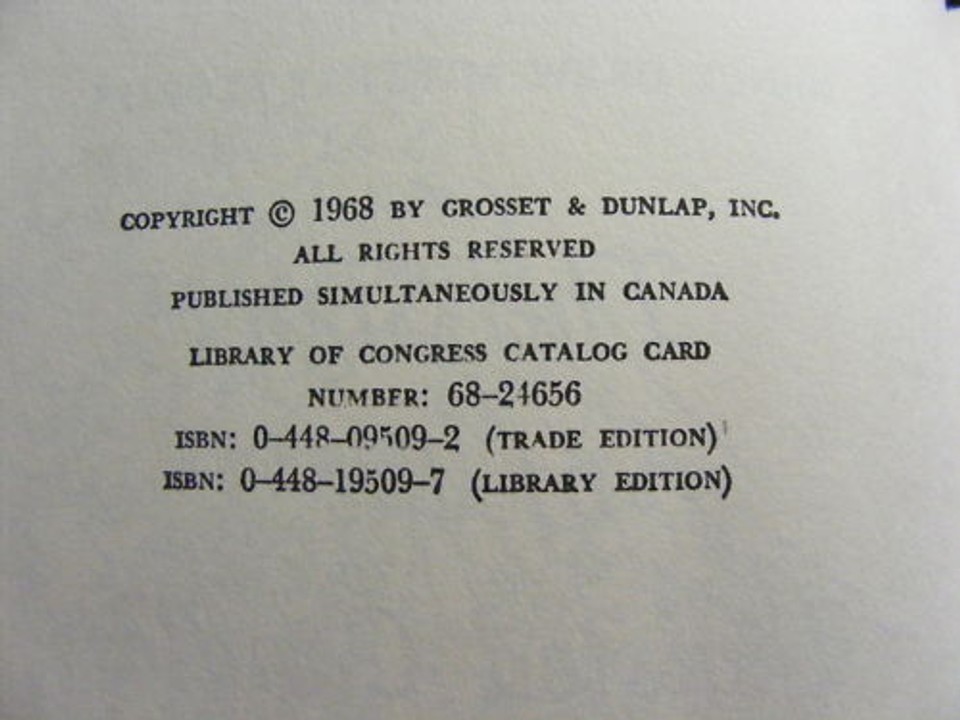 COPYRIGHT © 1968 BY GROSSET & DUNLAP, INC.
ALL RIGHTS RESERVED
PUBLISHED SIMULTANEOUSLY IN CANADA
LIBRARY OF CONGRESS CATALOG CARD
NUMBER: 68–24656
ISBN: 0–448–09509–2 (TRADE EDITION)
ISBN: 0–448–19509–7 (LIBRARY EDITION)